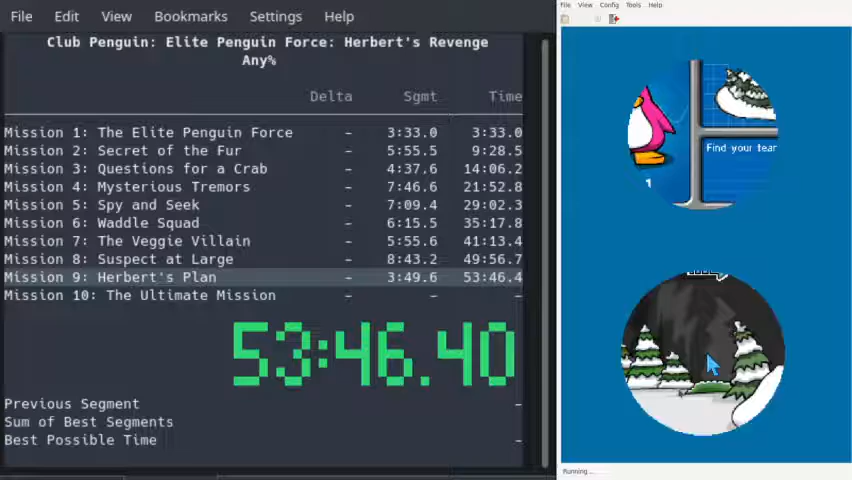 File Edit View Bookmarks Settings Help
Club Penguin: Elite Penguin Force: Herbert's Revenge
Any%
Delta Sgmt Time
Mission 1: The Elite Penguin Force – 3:33.0 3:33.0
Mission 2: Secret of the Fur – 5:55.5 9:28.5
Mission 3: Questions for a Crab – 4:37.6 14:06.2
Mission 4: Mysterious Tremors – 7:46.6 21:52.8
Mission 5: Spy and Seek – 7:09.4 29:02.3
Mission 6: Waddle Squad – 6:15.5 35:17.8
Mission 7: The Veggie Villain – 5:55.6 41:13.4
Mission 8: Suspect at Large – 8:43.2 49:56.7
Mission 9: Herbert's Plan – 3:49.6 53:46.4
Mission 10: The Ultimate Mission – – –
53:46.40
Previous Segment –
Sum of Best Segments –
Best Possible Time –
File View Config Tools Help
Find your tear
1
Running ...